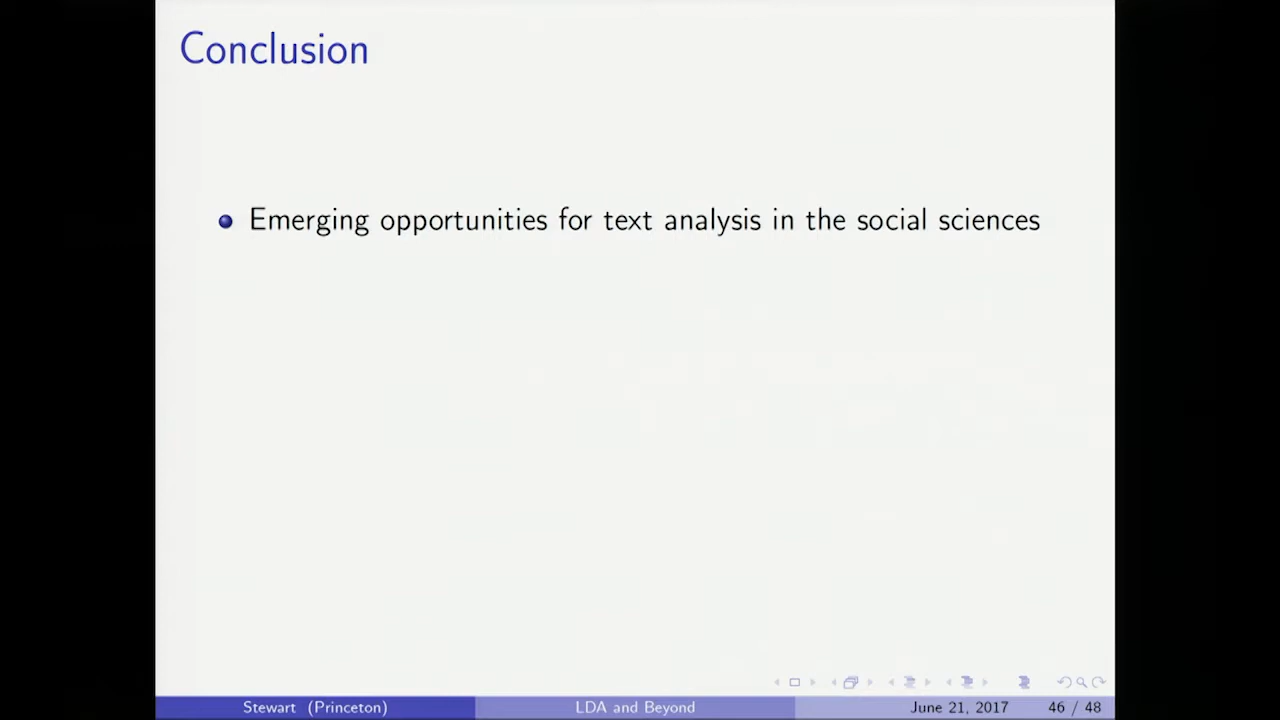 Conclusion
Emerging opportunities for text analysis in the social sciences
Stewart (Princeton) LDA and Beyond June 21, 2017 46 / 48